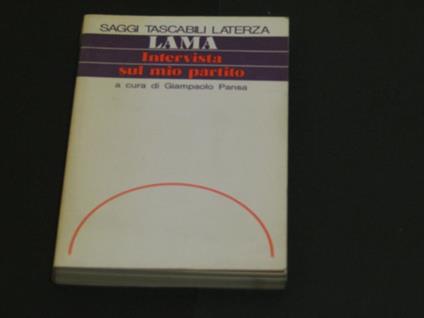 SAGGI TASCABILI LATERZA
LAMA
Intervista
sul mio partito
a cura di Giampaolo Pansa